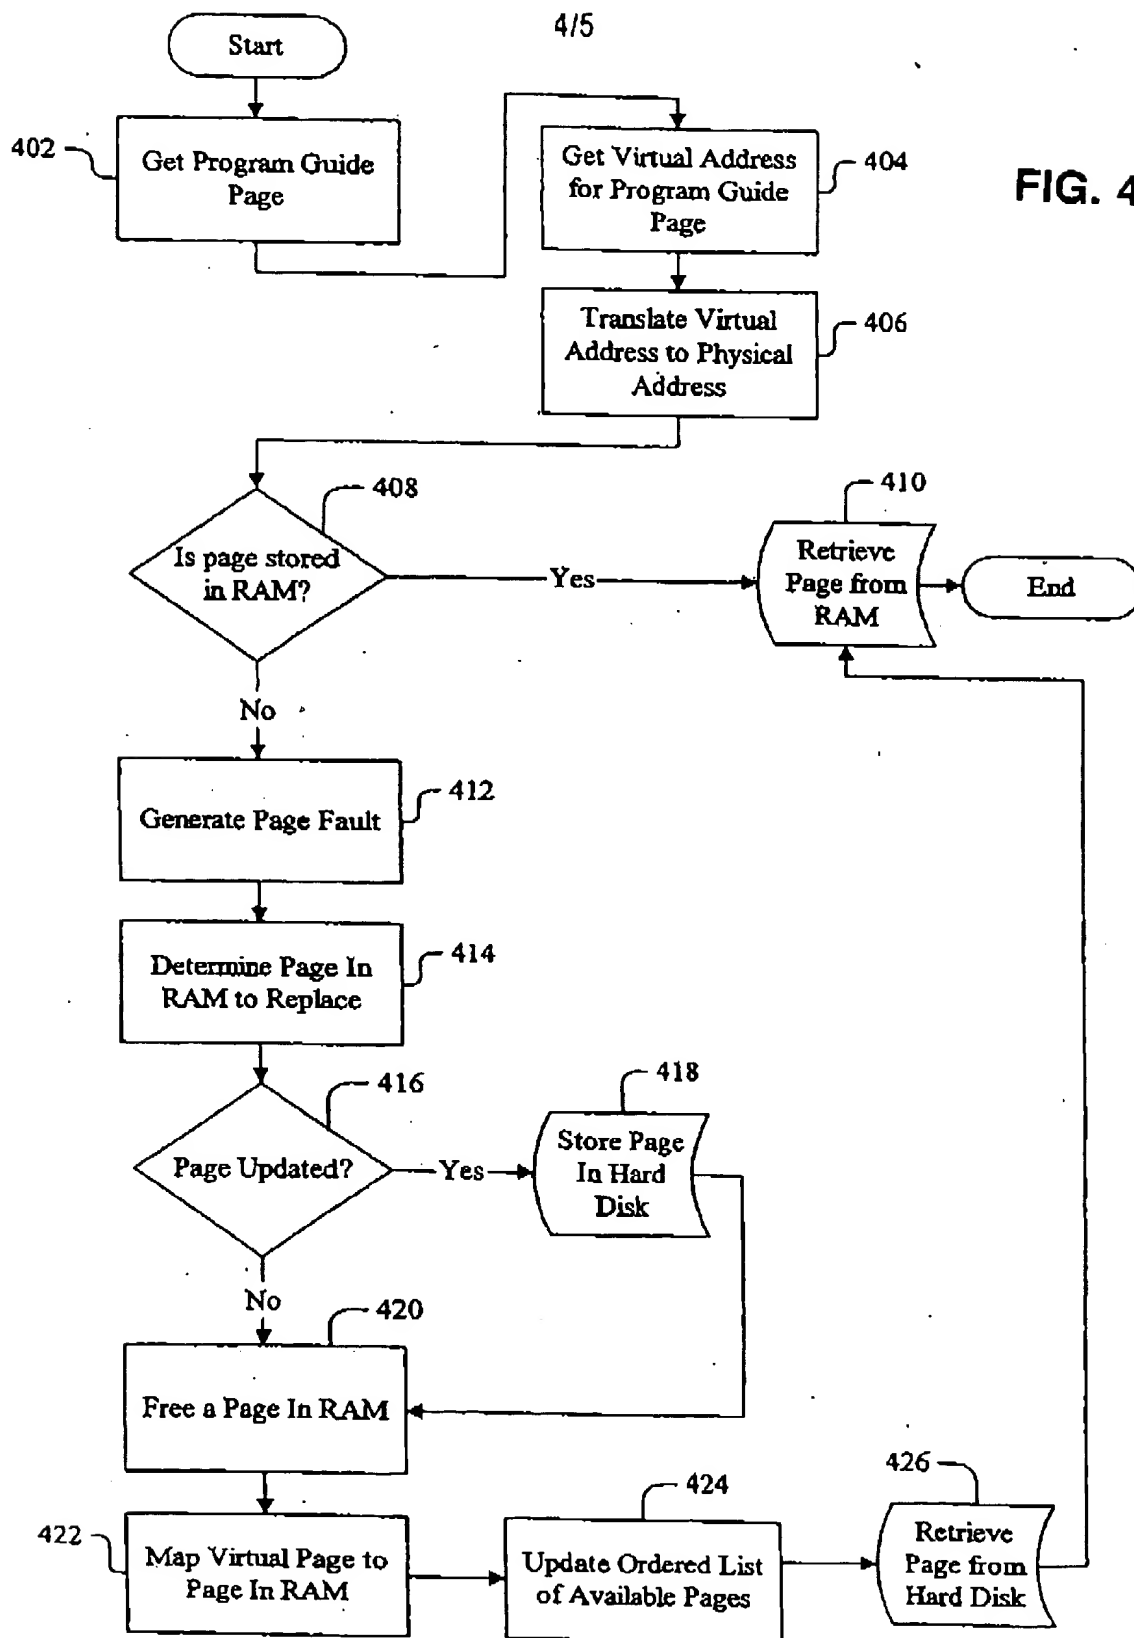 4/5
Start
402
Get Program Guide
Page
Get Virtual Address
for Program Guide
Page
404
FIG. 4
Translate Virtual
Address to Physical
Address
406
408
Is page stored
in RAM?
Yes
410
Retrieve
Page from
RAM
End
No
Generate Page Fault
412
Determine Page In
RAM to Replace
414
416
Page Updated?
Yes
418
Store Page
In Hard
Disk
No
420
Free a Page In RAM
422
Map Virtual Page to
Page In RAM
424
Update Ordered List
of Available Pages
426
Retrieve
Page from
Hard Disk